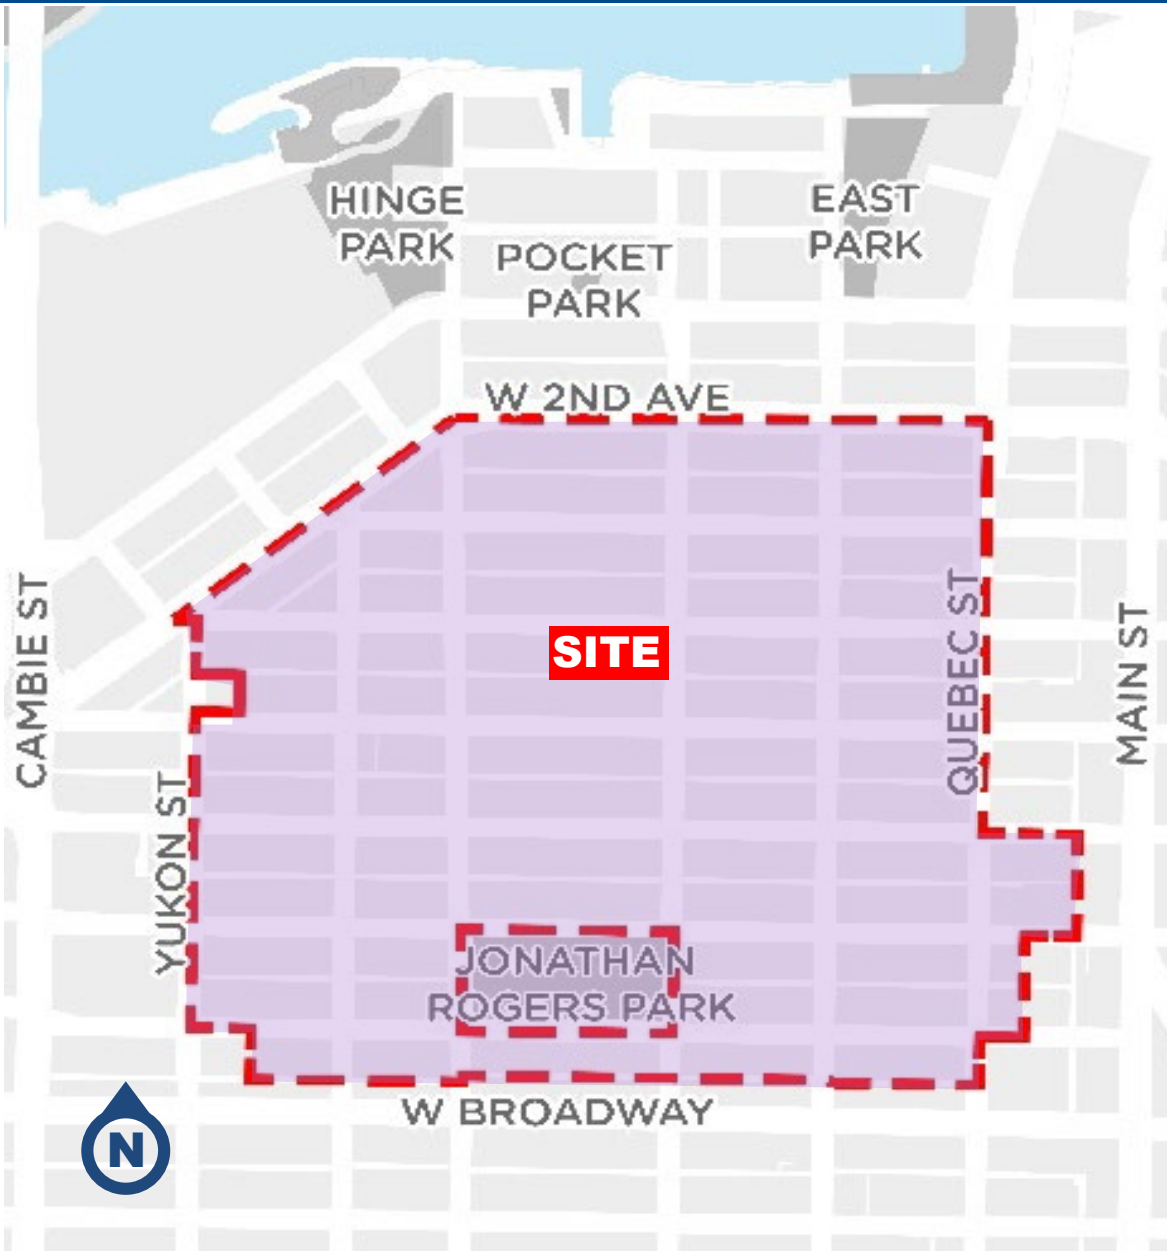 HINGE
PARK
EAST
PARK
POCKET
PARK
W 2ND AVE
SITE
CAMBIE ST
QUEBEC ST
MAIN ST
YUKON ST
JONATHAN
ROGERS PARK
W BROADWAY
N